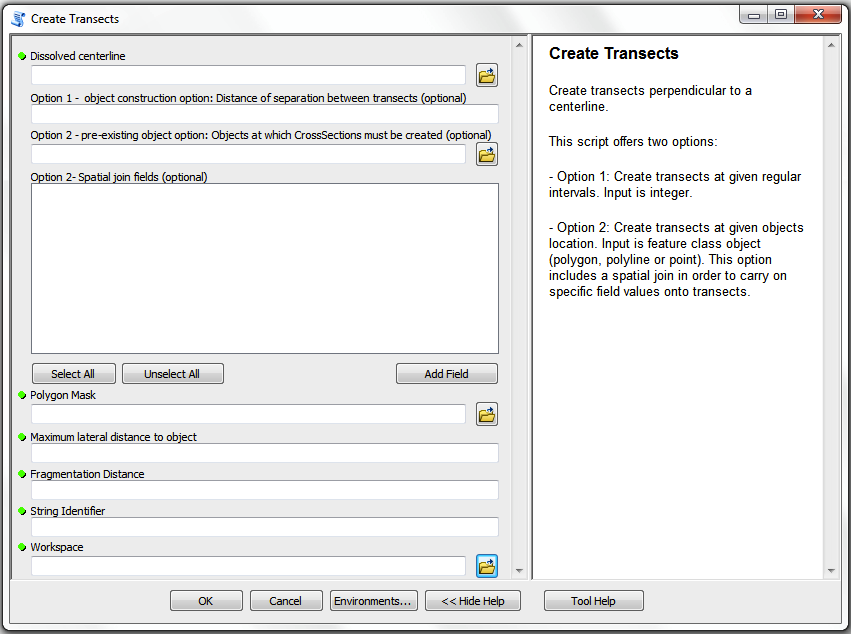 Create Transects
Dissolved centerline
Option 1 - object construction option: Distance of separation between transects (optional)
Option 2 - pre-existing object option: Objects at which CrossSections must be created (optional)
Option 2- Spatial join fields (optional)
Select All
Unselect All
Add Field
Polygon Mask
Maximum lateral distance to object
Fragmentation Distance
String Identifier
Workspace
OK
Cancel
Environments...
<< Hide Help
Tool Help
Create Transects
Create transects perpendicular to a
centerline.
This script offers two options:
- Option 1: Create transects at given regular
intervals. Input is integer.
- Option 2: Create transects at given objects
location. Input is feature class object
(polygon, polyline or point). This option
includes a spatial join in order to carry on
specific field values onto transects.